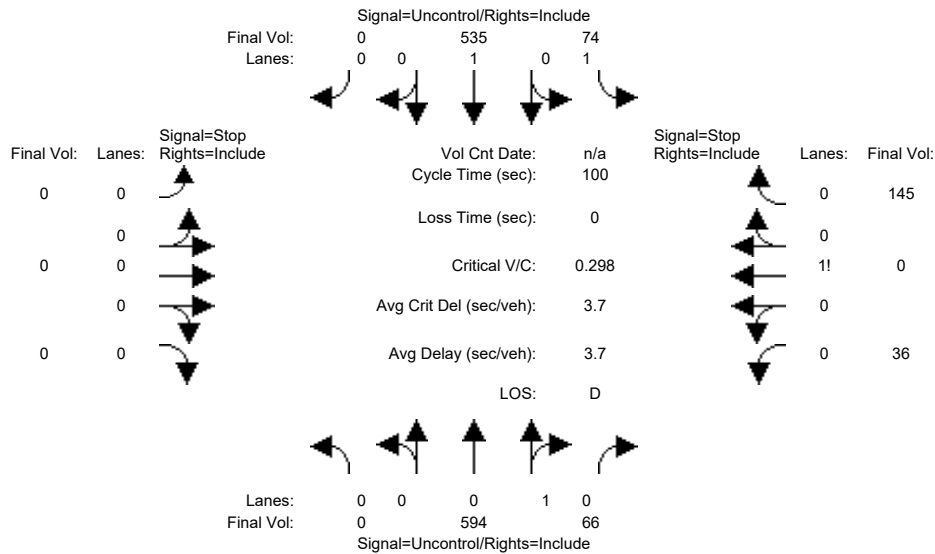 Signal=Uncontrol/Rights=Include
Final Vol: 0 535 74
Lanes: 0 0 1 0 1
Signal=Stop Signal=Stop
Final Vol: Lanes: Rights=Include Vol Cnt Date: n/a Rights=Include Lanes: Final Vol:
Cycle Time (sec): 100
0 0 0 145
Loss Time (sec): 0
0 0
0 0 Critical V/C: 0.298 1! 0
0 Avg Crit Del (sec/veh): 3.7 0
0 0 Avg Delay (sec/veh): 3.7 0 36
LOS: D
Lanes: 0 0 0 1 0
Final Vol: 0 594 66
Signal=Uncontrol/Rights=Include